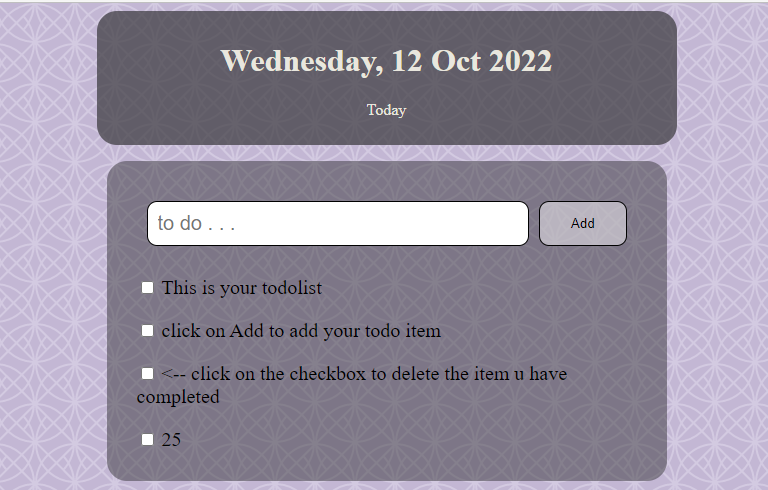 Wednesday, 12 Oct 2022
Today
to do . . .
Add
This is your todolist
click on Add to add your todo item
<-- click on the checkbox to delete the item u have
completed
25